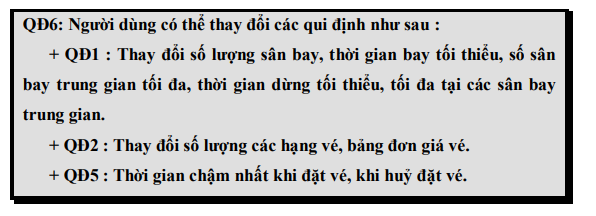 QĐ6: Người dùng có thể thay đổi các qui định như sau :
+ QĐ1 : Thay đổi số lượng sân bay, thời gian bay tối thiểu, số sân
bay trung gian tối đa, thời gian dừng tối thiểu, tối đa tại các sân bay
trung gian.
+ QĐ2 : Thay đổi số lượng các hạng vé, bảng đơn giá vé.
+ QĐ5 : Thời gian chậm nhất khi đặt vé, khi huỷ đặt vé.